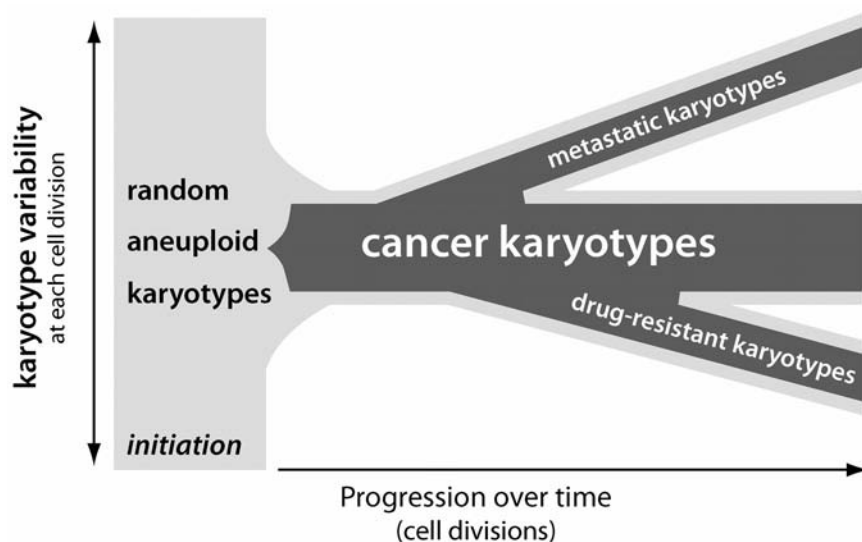 karyotype variability
at each cell division
random
aneuploid
karyotypes
initiation
cancer karyotypes
metastatic karyotypes
drug-resistant karyotypes
Progression over time
(cell divisions)